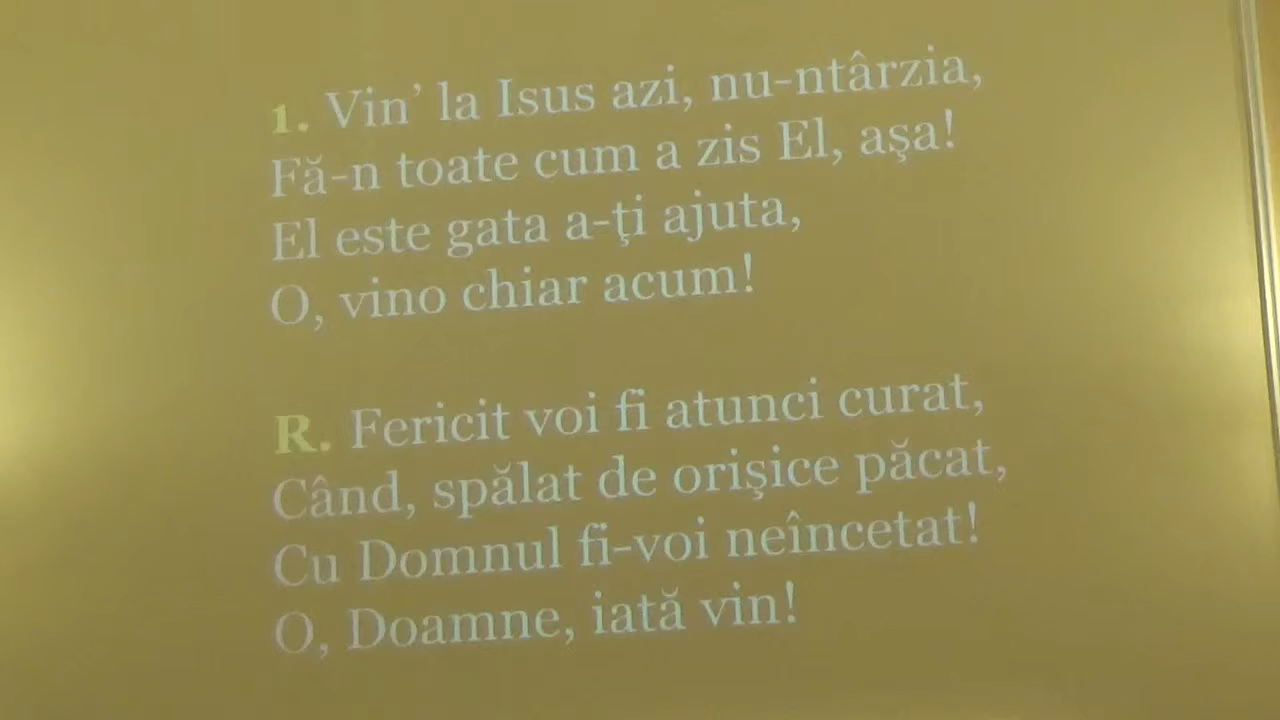 1. Vin’ la Isus azi, nu-ntârzia,
Fă-n toate cum a zis El, aşa!
El este gata a-ţi ajuta,
O, vino chiar acum!
R. Fericit voi fi atunci curat,
Când, spălat de orişice păcat,
Cu Domnul fi-voi neîncetat!
O, Doamne, iată vin!